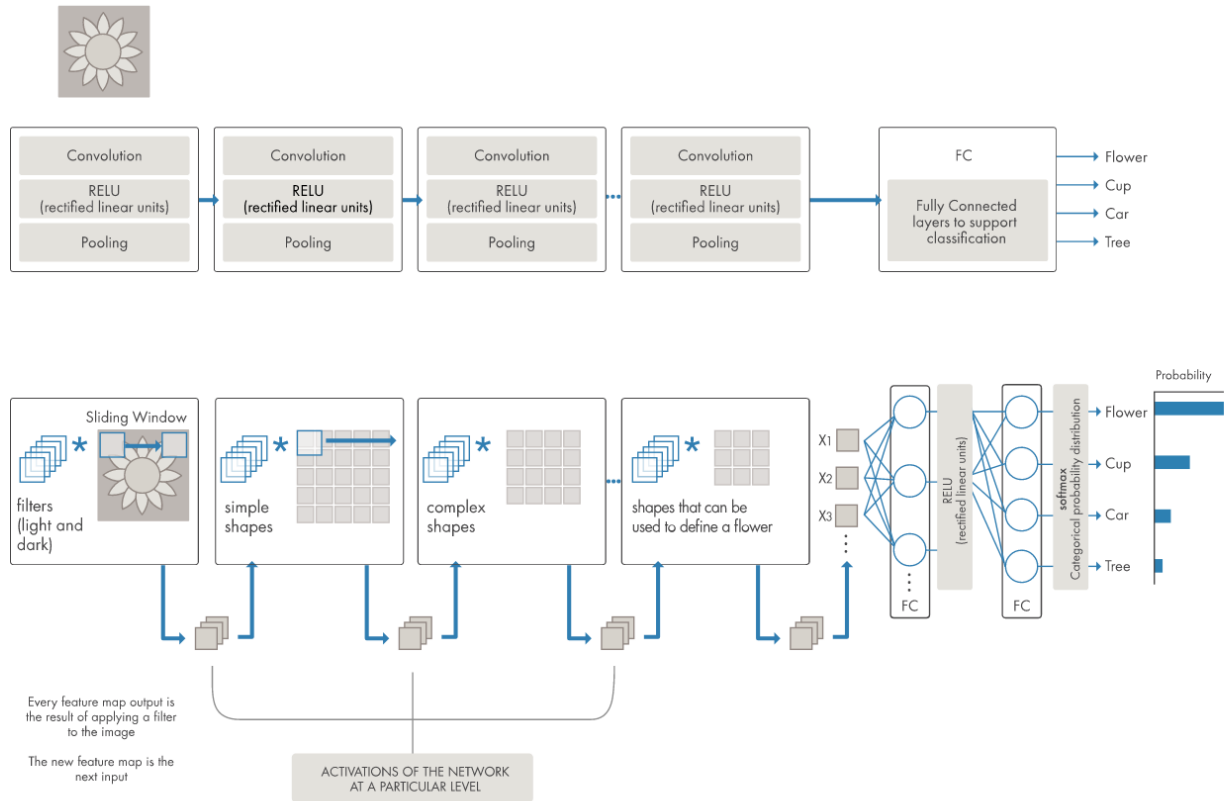 Convolution
RELU
(rectified linear units)
Pooling
Convolution
RELU
(rectified linear units)
Pooling
Convolution
RELU
(rectified linear units)
Pooling
Convolution
RELU
(rectified linear units)
Pooling
FC
Fully Connected
layers to support
classification
Flower
Cup
Car
Tree
Sliding Window
*
filters
(light and
dark)
*
simple
shapes
*
complex
shapes
*
shapes that can be
used to define a flower
X1
X2
X3
FC
RELU
(rectified linear units)
FC
softmax
Categorical probability distribution
Probability
Flower
Cup
Car
Tree
Every feature map output is
the result of applying a filter
to the image
The new feature map is the
next input
ACTIVATIONS OF THE NETWORK
AT A PARTICULAR LEVEL